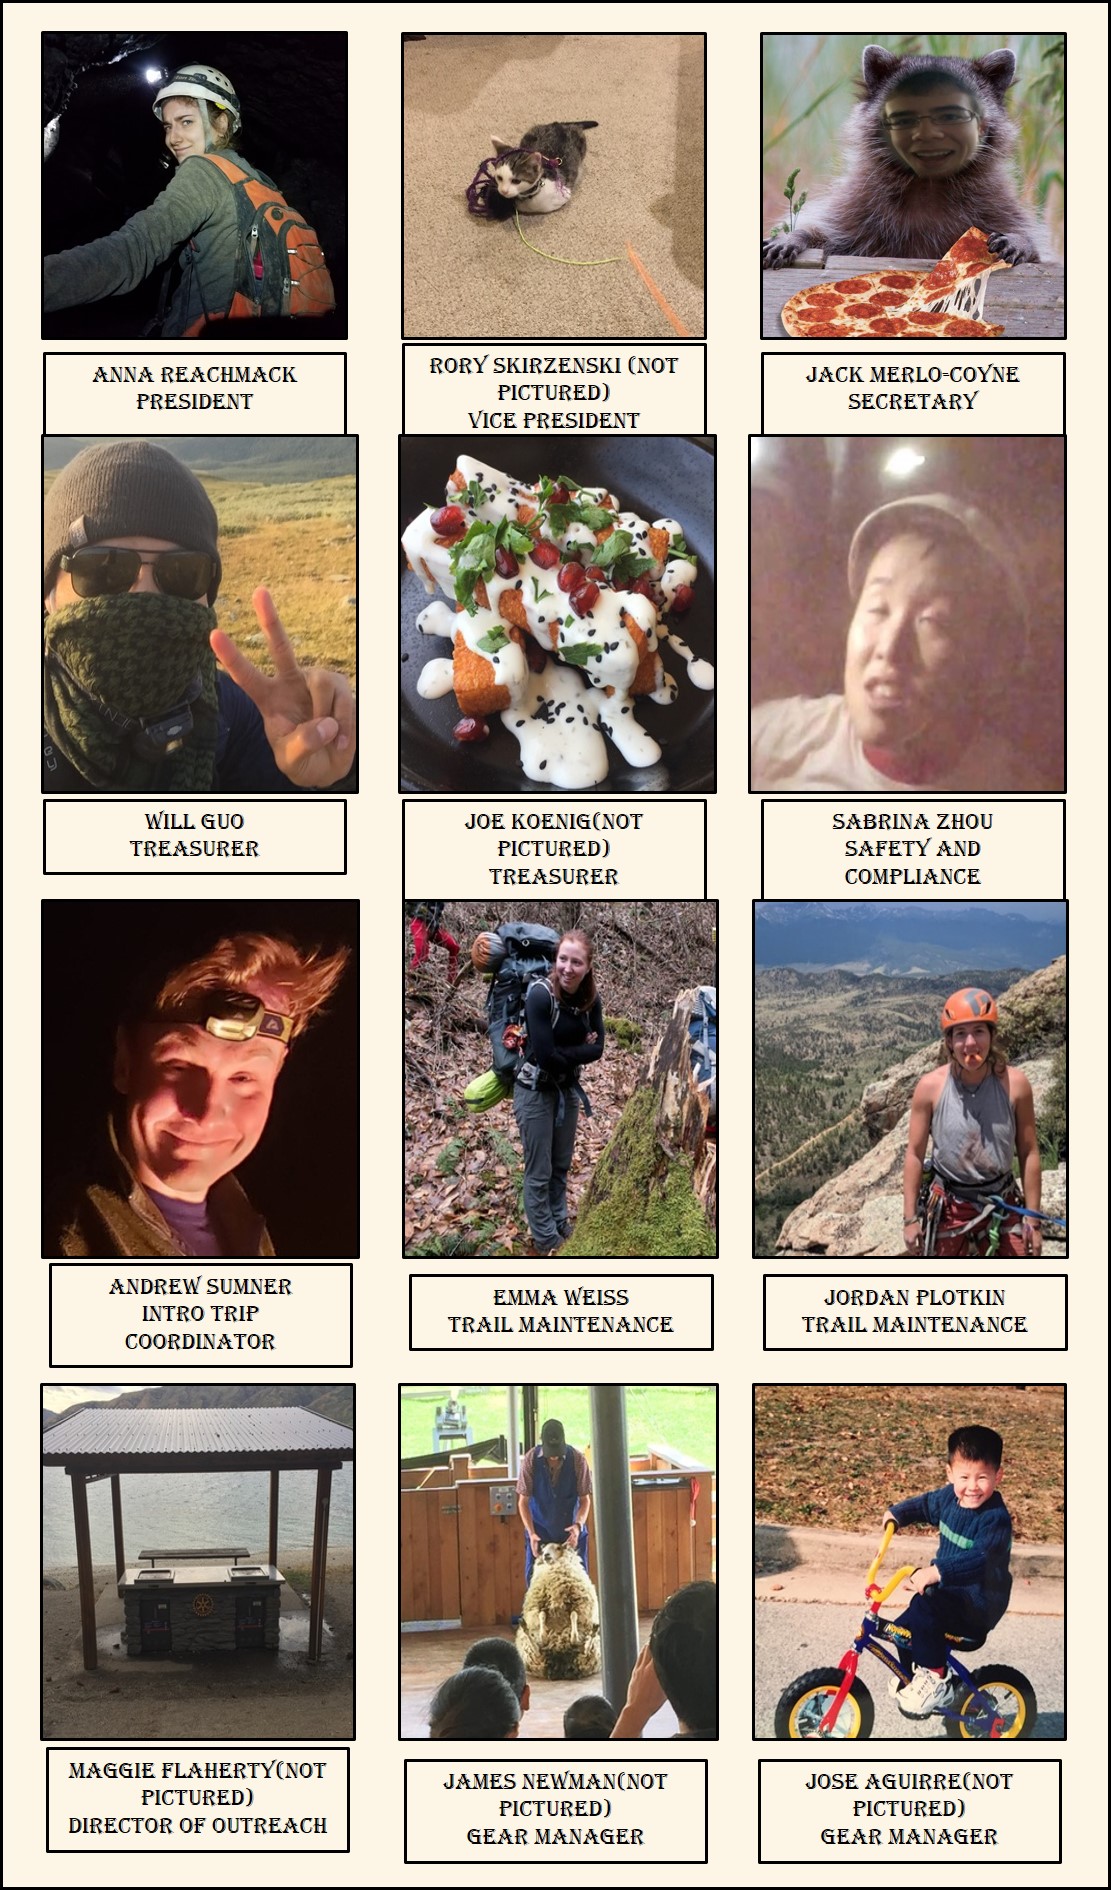 ANNA REACHMACK
PRESIDENT
RORY SKIRZENSKI (NOT
PICTURED)
VICE PRESIDENT
JACK MERLO-COYNE
SECRETARY
WILL GUO
TREASURER
JOE KOENIG(NOT
PICTURED)
TREASURER
SABRINA ZHOU
SAFETY AND
COMPLIANCE
ANDREW SUMNER
INTRO TRIP
COORDINATOR
EMMA WEISS
TRAIL MAINTENANCE
JORDAN PLOTKIN
TRAIL MAINTENANCE
MAGGIE FLAHERTY(NOT
PICTURED)
DIRECTOR OF OUTREACH
JAMES NEWMAN(NOT
PICTURED)
GEAR MANAGER
JOSE AGUIRRE(NOT
PICTURED)
GEAR MANAGER